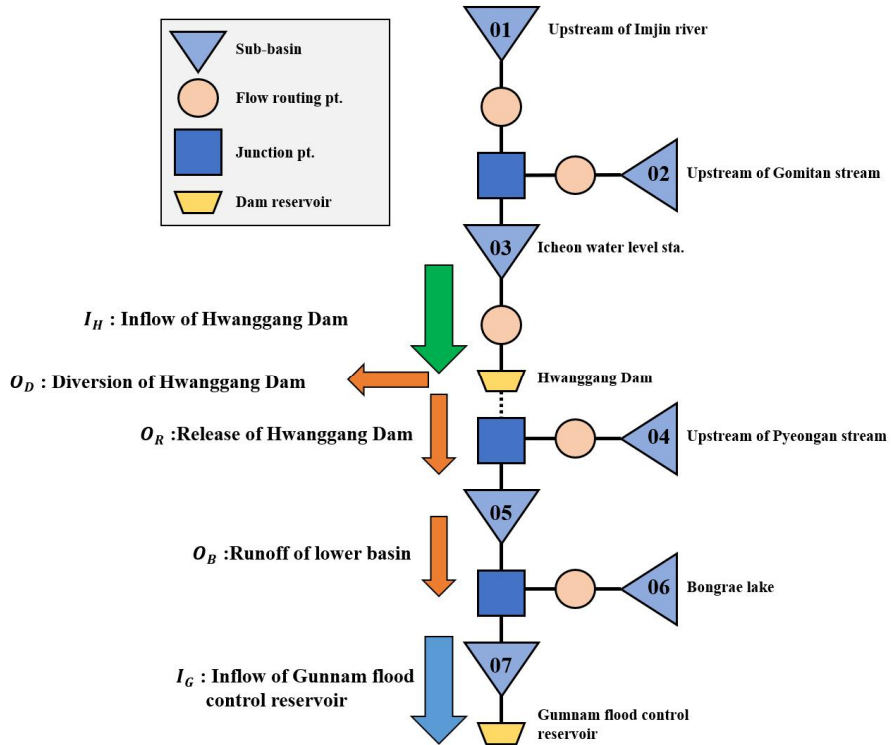 Sub-basin
Flow routing pt.
Junction pt.
Dam reservoir
01
Upstream of Imjin river
02
Upstream of Gomitan stream
03
Icheon water level sta.
I_H : Inflow of Hwanggang Dam
Hwanggang Dam
O_D : Diversion of Hwanggang Dam
O_R :Release of Hwanggang Dam
04
Upstream of Pyeongan stream
05
O_B :Runoff of lower basin
06
Bongrae lake
07
I_G : Inflow of Gunnam flood
control reservoir
Gumnam flood control
reservoir